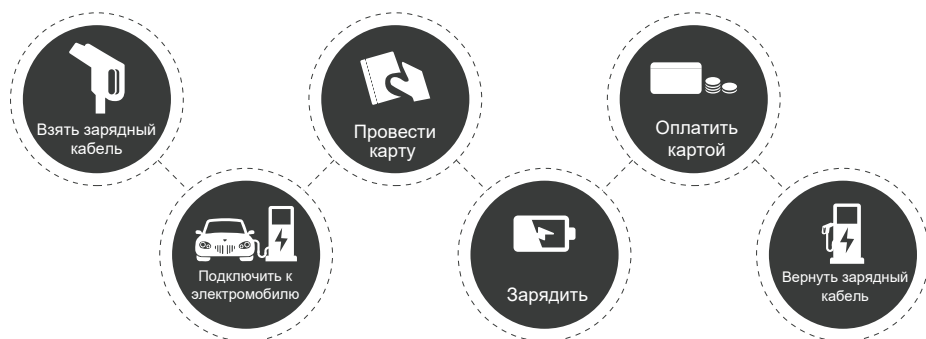 Взять зарядный
кабель
Подключить к
электромобилю
Провести
карту
Зарядить
Оплатить
картой
Вернуть зарядный
кабель